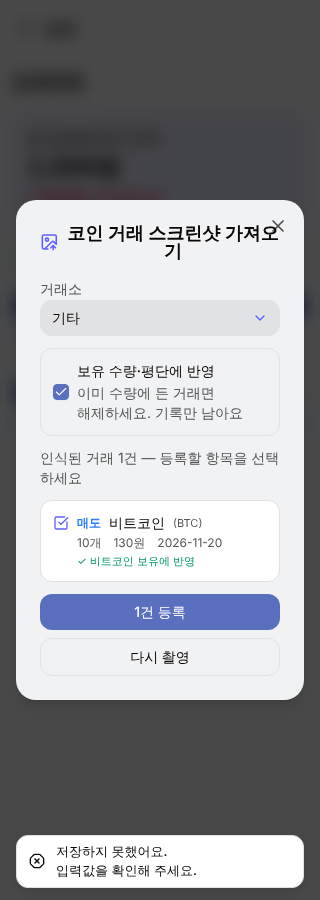 코인 거래 스크린샷 가져오
기
거래소
기타
보유 수량·평단에 반영
이미 수량에 든 거래면
해제하세요. 기록만 남아요
인식된 거래 1건 — 등록할 항목을 선택
하세요
매도 비트코인 (BTC)
10개 130원 2026-11-20
✓ 비트코인 보유에 반영
1건 등록
다시 촬영
저장하지 못했어요.
입력값을 확인해 주세요.